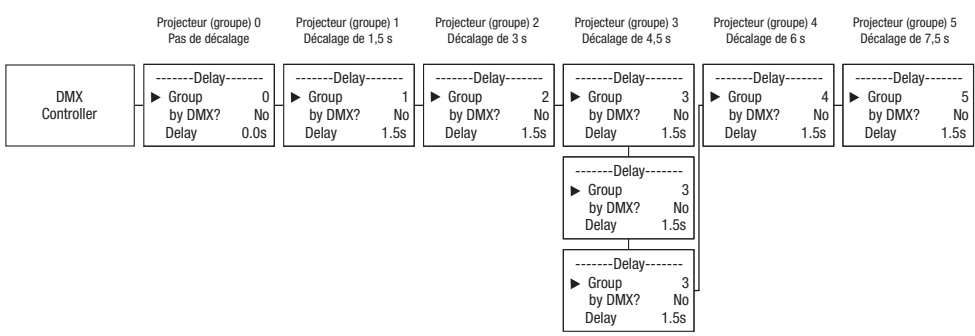 Projecteur (groupe) 0
Pas de décalage
Projecteur (groupe) 1
Décalage de 1,5 s
Projecteur (groupe) 2
Décalage de 3 s
Projecteur (groupe) 3
Décalage de 4,5 s
Projecteur (groupe) 4
Décalage de 6 s
Projecteur (groupe) 5
Décalage de 7,5 s
DMX
Controller
-------Delay-------
▶ Group 0
by DMX? No
Delay 0.0s
-------Delay-------
▶ Group 1
by DMX? No
Delay 1.5s
-------Delay-------
▶ Group 2
by DMX? No
Delay 1.5s
-------Delay-------
▶ Group 3
by DMX? No
Delay 1.5s
-------Delay-------
▶ Group 4
by DMX? No
Delay 1.5s
-------Delay-------
▶ Group 5
by DMX? No
Delay 1.5s
-------Delay-------
▶ Group 3
by DMX? No
Delay 1.5s
-------Delay-------
▶ Group 3
by DMX? No
Delay 1.5s